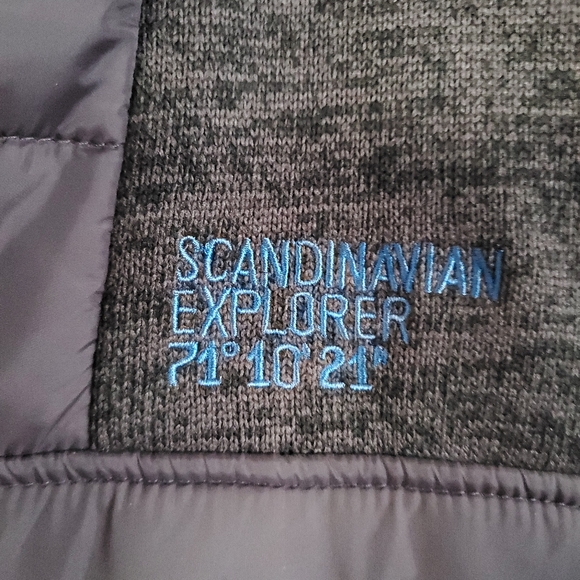 SCANDINAVIAN
EXPLORER
71° 10' 21"